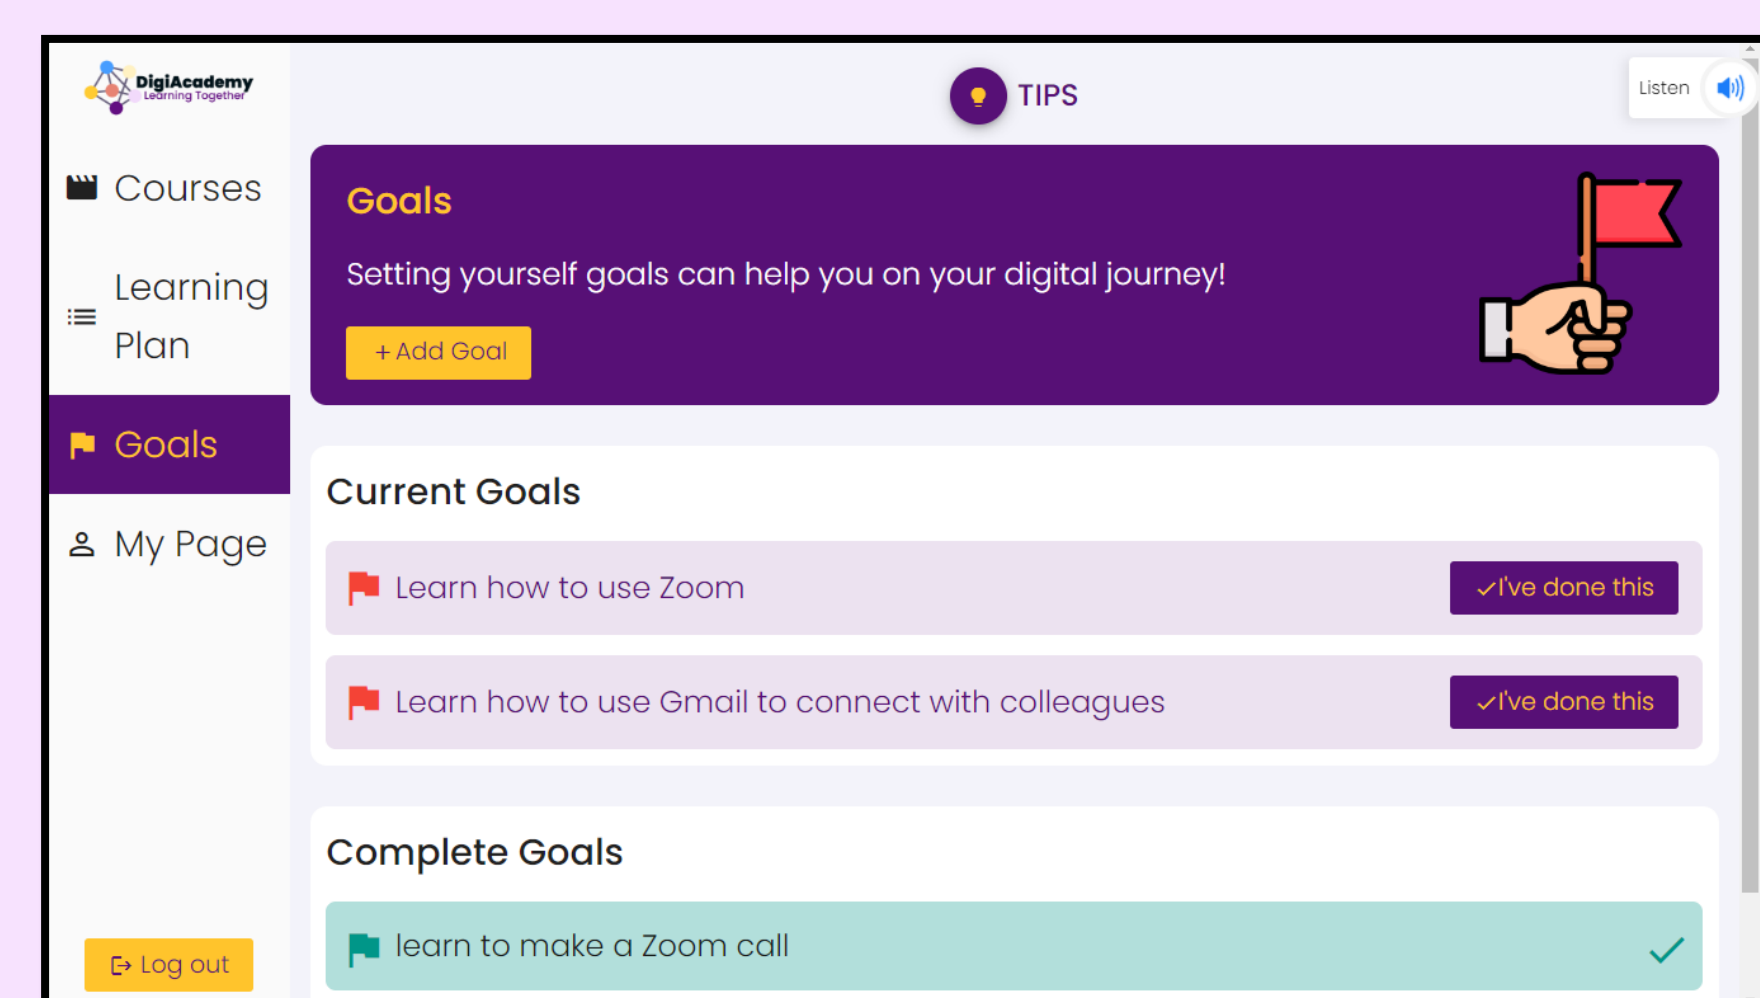 DigiAcademy
Learning Together
Courses
Learning
Plan
Goals
My Page
Log out
TIPS
Listen
Goals
Setting yourself goals can help you on your digital journey!
+ Add Goal
Current Goals
Learn how to use Zoom
✓I've done this
Learn how to use Gmail to connect with colleagues
✓I've done this
Complete Goals
learn to make a Zoom call